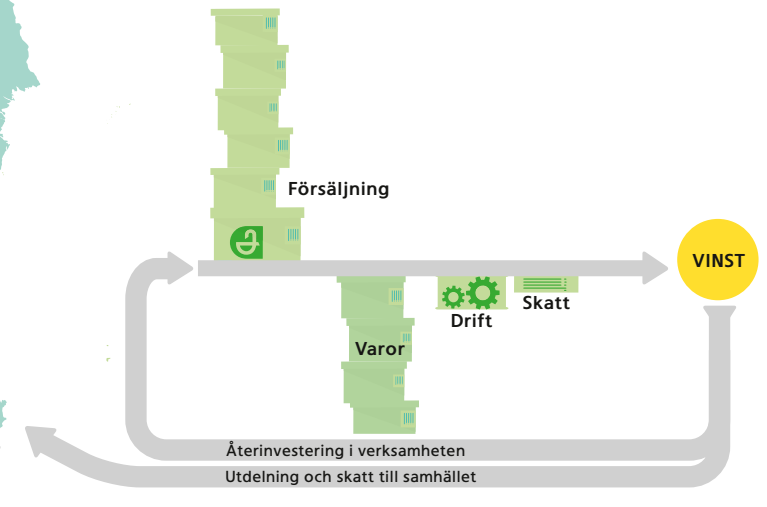 Försäljning
VINST
Skatt
Drift
Varor
Återinvestering i verksamheten
Utdelning och skatt till samhället